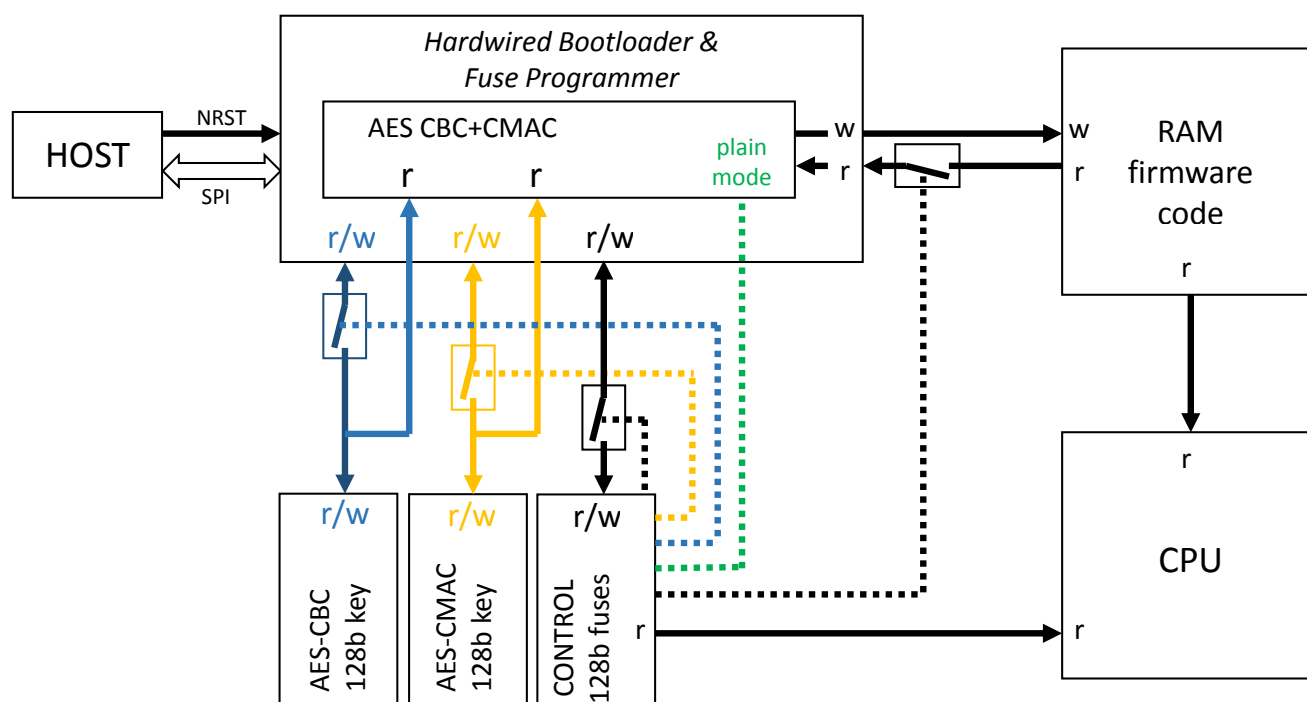 Hardwired Bootloader &
Fuse Programmer
HOST
NRST
SPI
AES CBC+CMAC
r
r
plain
mode
w
r
w
r
RAM
firmware
code
r
r/w
r/w
r/w
r/w
r/w
r/w
AES-CBC
128b key
AES-CMAC
128b key
CONTROL
128b fuses
r
r
r
CPU